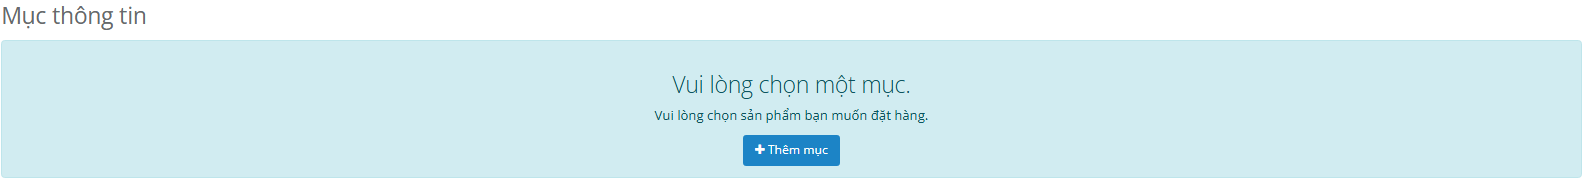 Mục thông tin
Vui lòng chọn một mục.
Vui lòng chọn sản phẩm bạn muốn đặt hàng.
Thêm mục